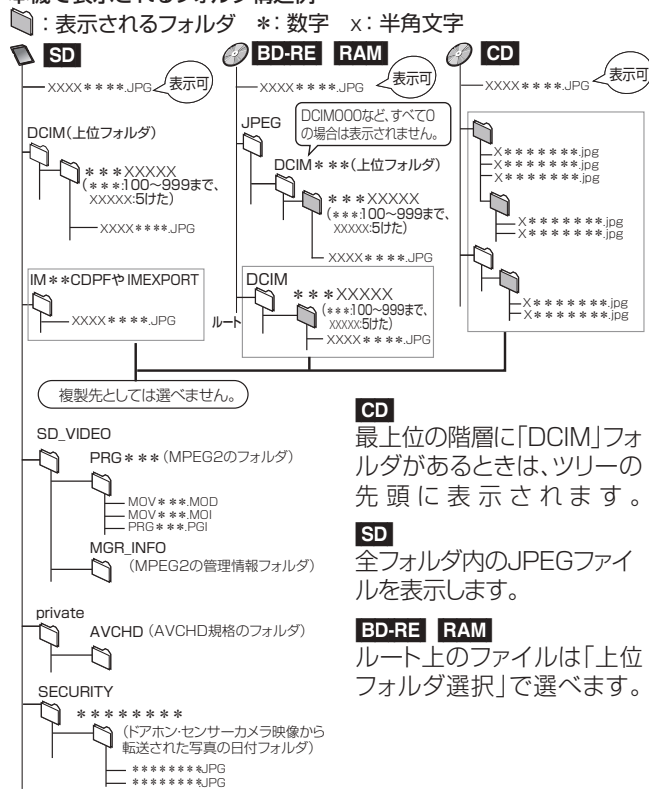 本機で表示されるフォルダ構造例
：表示されるフォルダ ＊：数字 x：半角文字
SD
XXXX＊＊＊＊.JPG
表示可
DCIM（上位フォルダ）
＊＊＊XXXXX
（＊＊＊:100～999まで、
XXXXX:5けた）
XXXX＊＊＊＊.JPG
IM＊＊CDPFや IMEXPORT
XXXX＊＊＊＊.JPG
BD-RE RAM
XXXX＊＊＊＊.JPG
表示可
JPEG
DCIM000など、すべて0
の場合は表示されません。
DCIM＊＊＊（上位フォルダ）
＊＊＊XXXXX
（＊＊＊:100～999まで、
XXXXX:5けた）
XXXX＊＊＊＊.JPG
DCIM
＊＊＊XXXXX
（＊＊＊:100～999まで、
XXXXX:5けた）
XXXX＊＊＊＊.JPG
ルート
CD
XXXX＊＊＊＊.JPG
表示可
X＊＊＊＊＊＊＊.jpg
X＊＊＊＊＊＊＊.jpg
X＊＊＊＊＊＊＊.jpg
X＊＊＊＊＊＊＊.jpg
X＊＊＊＊＊＊＊.jpg
X＊＊＊＊＊＊＊.jpg
X＊＊＊＊＊＊＊.jpg
複製先としては選べません。
SD_VIDEO
PRG＊＊＊（MPEG2のフォルダ）
MOV＊＊＊.MOD
MOV＊＊＊.MOI
PRG＊＊＊.PGI
MGR_INFO
（MPEG2の管理情報フォルダ）
private
AVCHD（AVCHD規格のフォルダ）
SECURITY
＊＊＊＊＊＊＊＊
（ドアホン・センサーカメラ映像から
転送された写真の日付フォルダ）
＊＊＊＊＊＊＊＊.JPG
＊＊＊＊＊＊＊＊.JPG
CD
最上位の階層に「DCIM」フォ
ルダがあるときは、ツリーの
先頭に表示されます。
SD
全フォルダ内のJPEGファイ
ルを表示します。
BD-RE RAM
ルート上のファイルは「上位
フォルダ選択」で選べます。